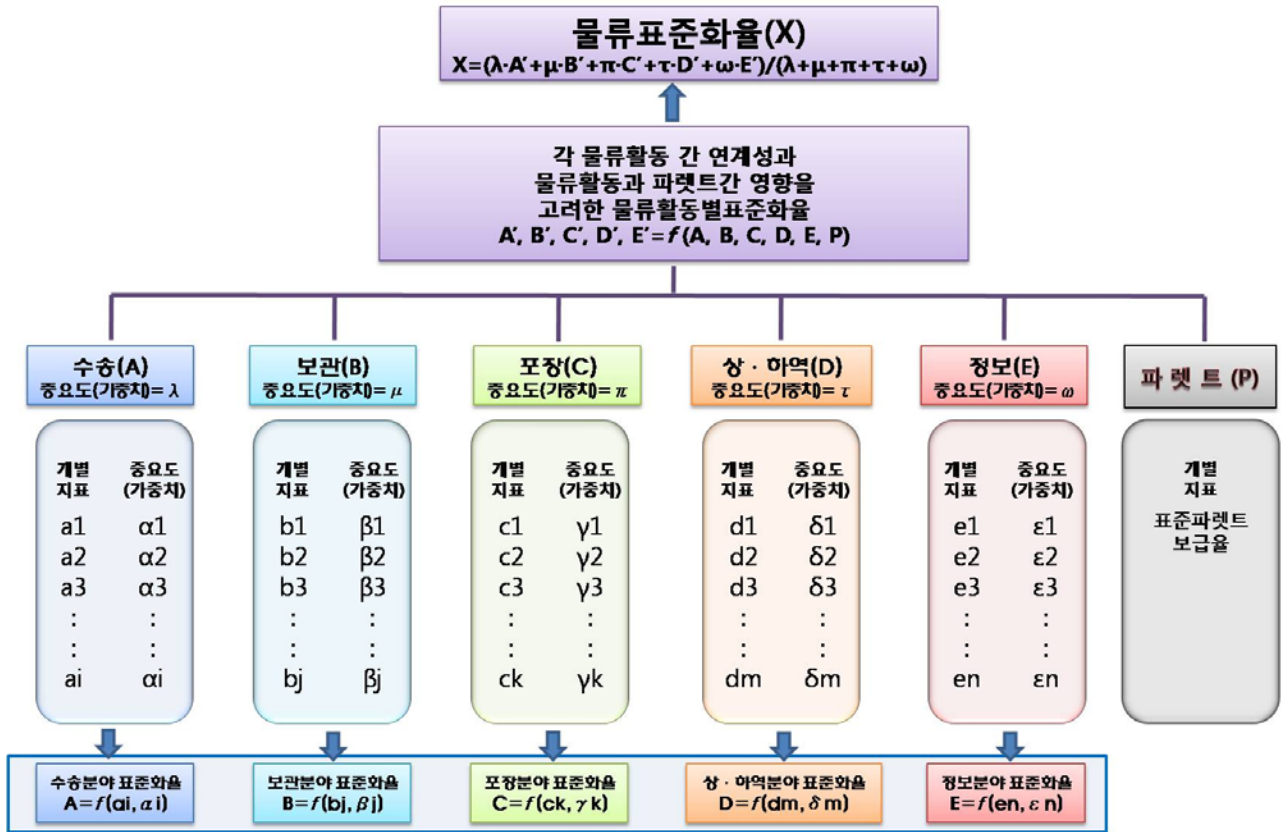 물류표준화율(X)
X=(λ·A′+μ·B′+π·C′+τ·D′+ω·E′)/(λ+μ+π+τ+ω)
각 물류활동 간 연계성과
물류활동과 파렛트간 영향을
고려한 물류활동별표준화율
A′, B′, C′, D′, E′=f(A, B, C, D, E, P)
수송(A)
중요도(가중치)=λ
보관(B)
중요도(가중치)=μ
포장(C)
중요도(가중치)=π
상·하역(D)
중요도(가중치)=τ
정보(E)
중요도(가중치)=ω
파 렛 트 (P)
개별 중요도
지표 (가중치)
a1 α1
a2 α2
a3 α3
: :
: :
ai αi
개별 중요도
지표 (가중치)
b1 β1
b2 β2
b3 β3
: :
: :
bj βj
개별 중요도
지표 (가중치)
c1 γ1
c2 γ2
c3 γ3
: :
: :
ck γk
개별 중요도
지표 (가중치)
d1 δ1
d2 δ2
d3 δ3
: :
: :
dm δm
개별 중요도
지표 (가중치)
e1 ε1
e2 ε2
e3 ε3
: :
: :
en εn
개별
지표
표준파렛트
보급율
수송분야 표준화율
A=f(ai, αi)
보관분야 표준화율
B=f(bj, βj)
포장분야 표준화율
C=f(ck, γk)
상·하역분야 표준화율
D=f(dm, δm)
정보분야 표준화율
E=f(en, εn)